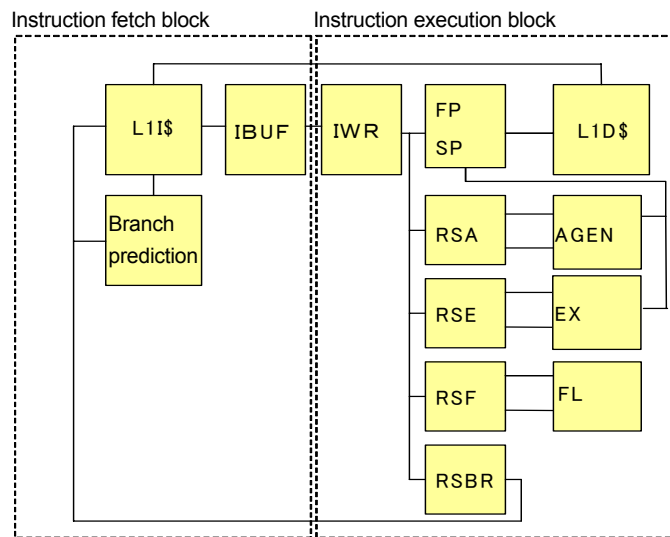 Instruction fetch block
Instruction execution block
L1I$
IBUF
IWR
FP
SP
L1D$
Branch
prediction
RSA
AGEN
RSE
EX
RSF
FL
RSBR